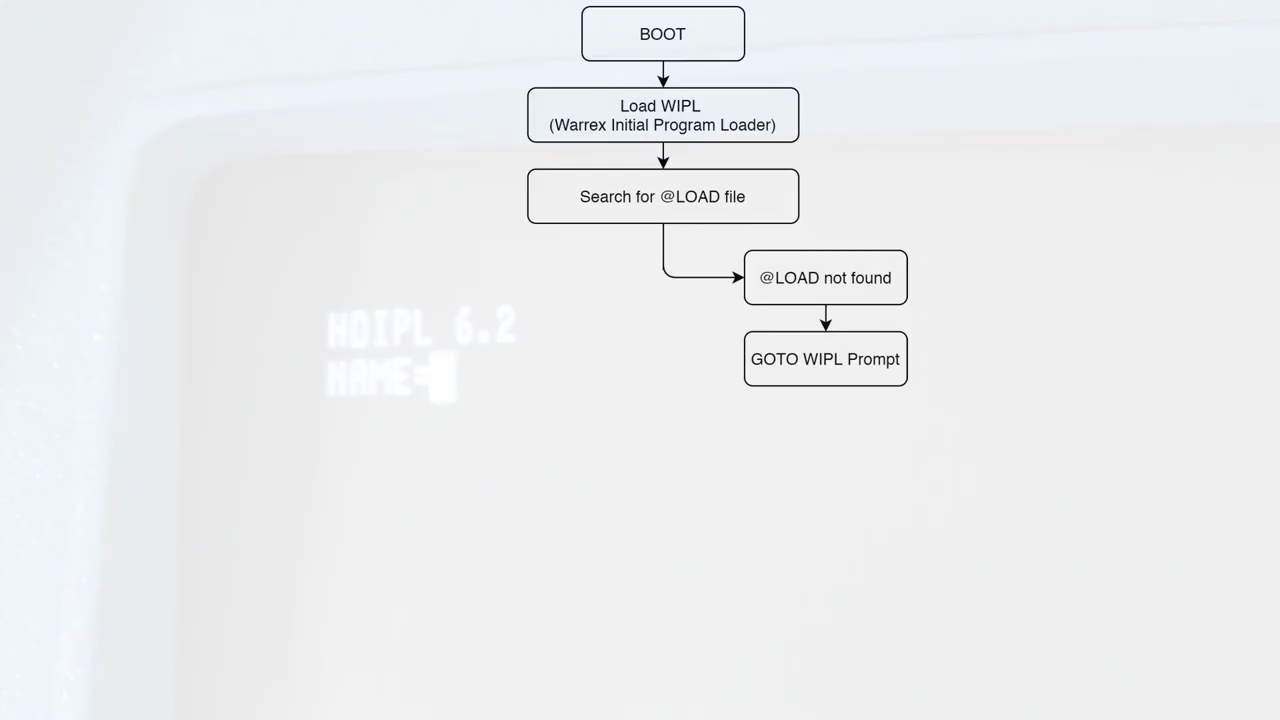 BOOT
Load WIPL
(Warrex Initial Program Loader)
Search for @LOAD file
@LOAD not found
GOTO WIPL Prompt
HDIPL 6.2
NAME=